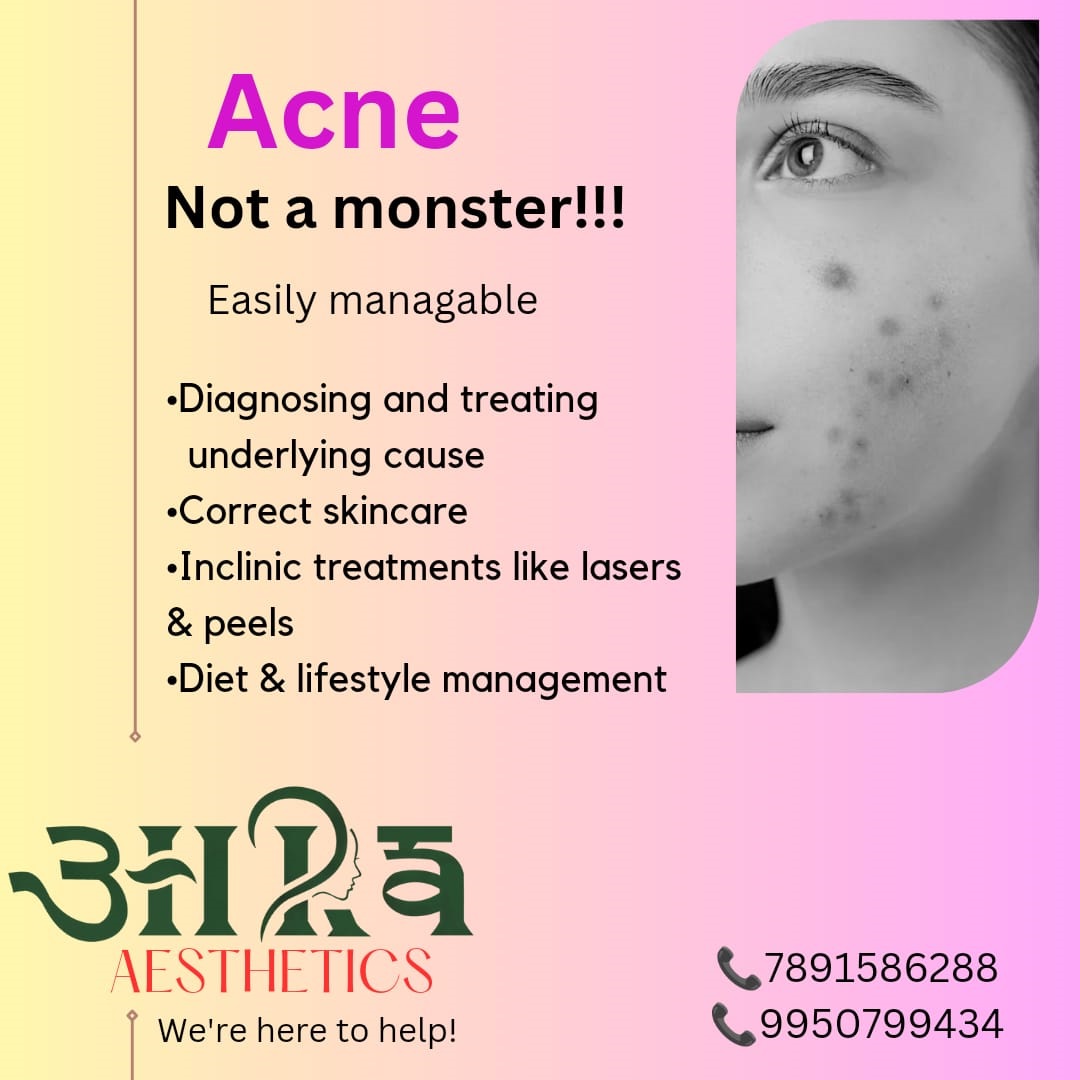 Acne
Not a monster!!!
Easily managable
•Diagnosing and treating
underlying cause
•Correct skincare
•Inclinic treatments like lasers
& peels
•Diet & lifestyle management
AESTHETICS
We're here to help!
7891586288
9950799434